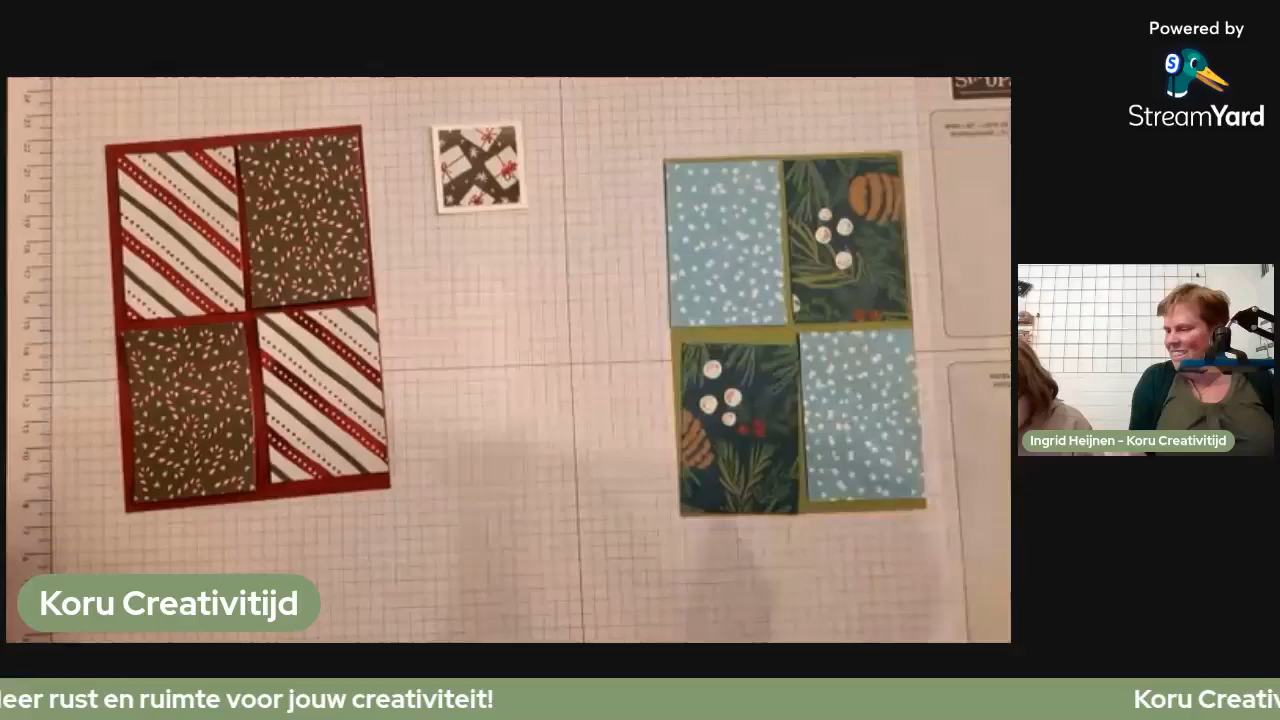 Powered by
S
StreamYard
Ingrid Heijnen - Koru Creativitijd
Koru Creativitijd
eer rust en ruimte voor jouw creativiteit!
Koru Creativ